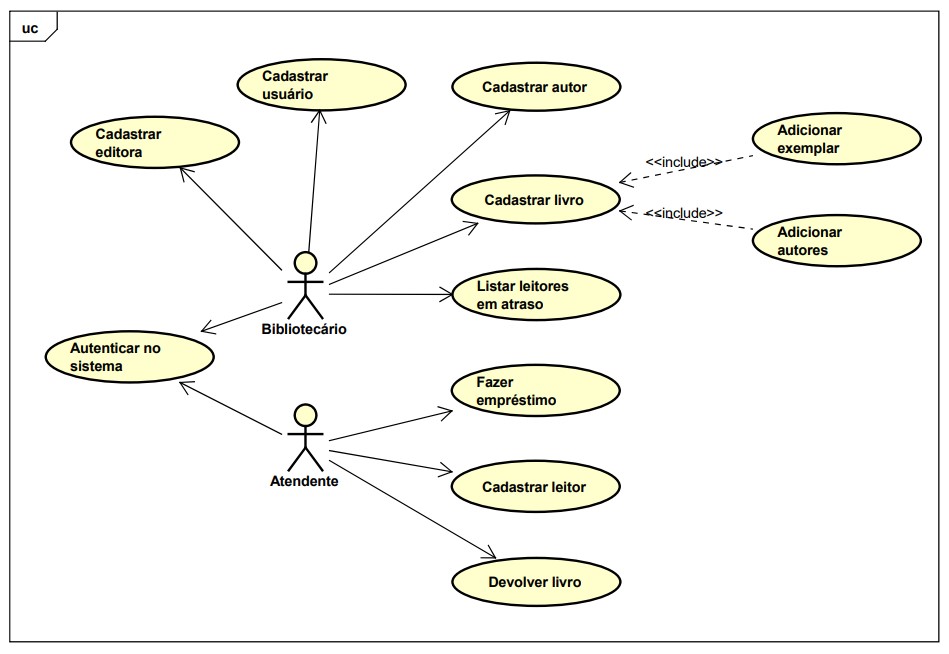 uc
Cadastrar
usuário
Cadastrar autor
Cadastrar
editora
Adicionar
exemplar
<<include>>
Cadastrar livro
<<include>>
Adicionar
autores
Listar leitores
em atraso
Bibliotecário
Autenticar no
sistema
Fazer
empréstimo
Atendente
Cadastrar leitor
Devolver livro